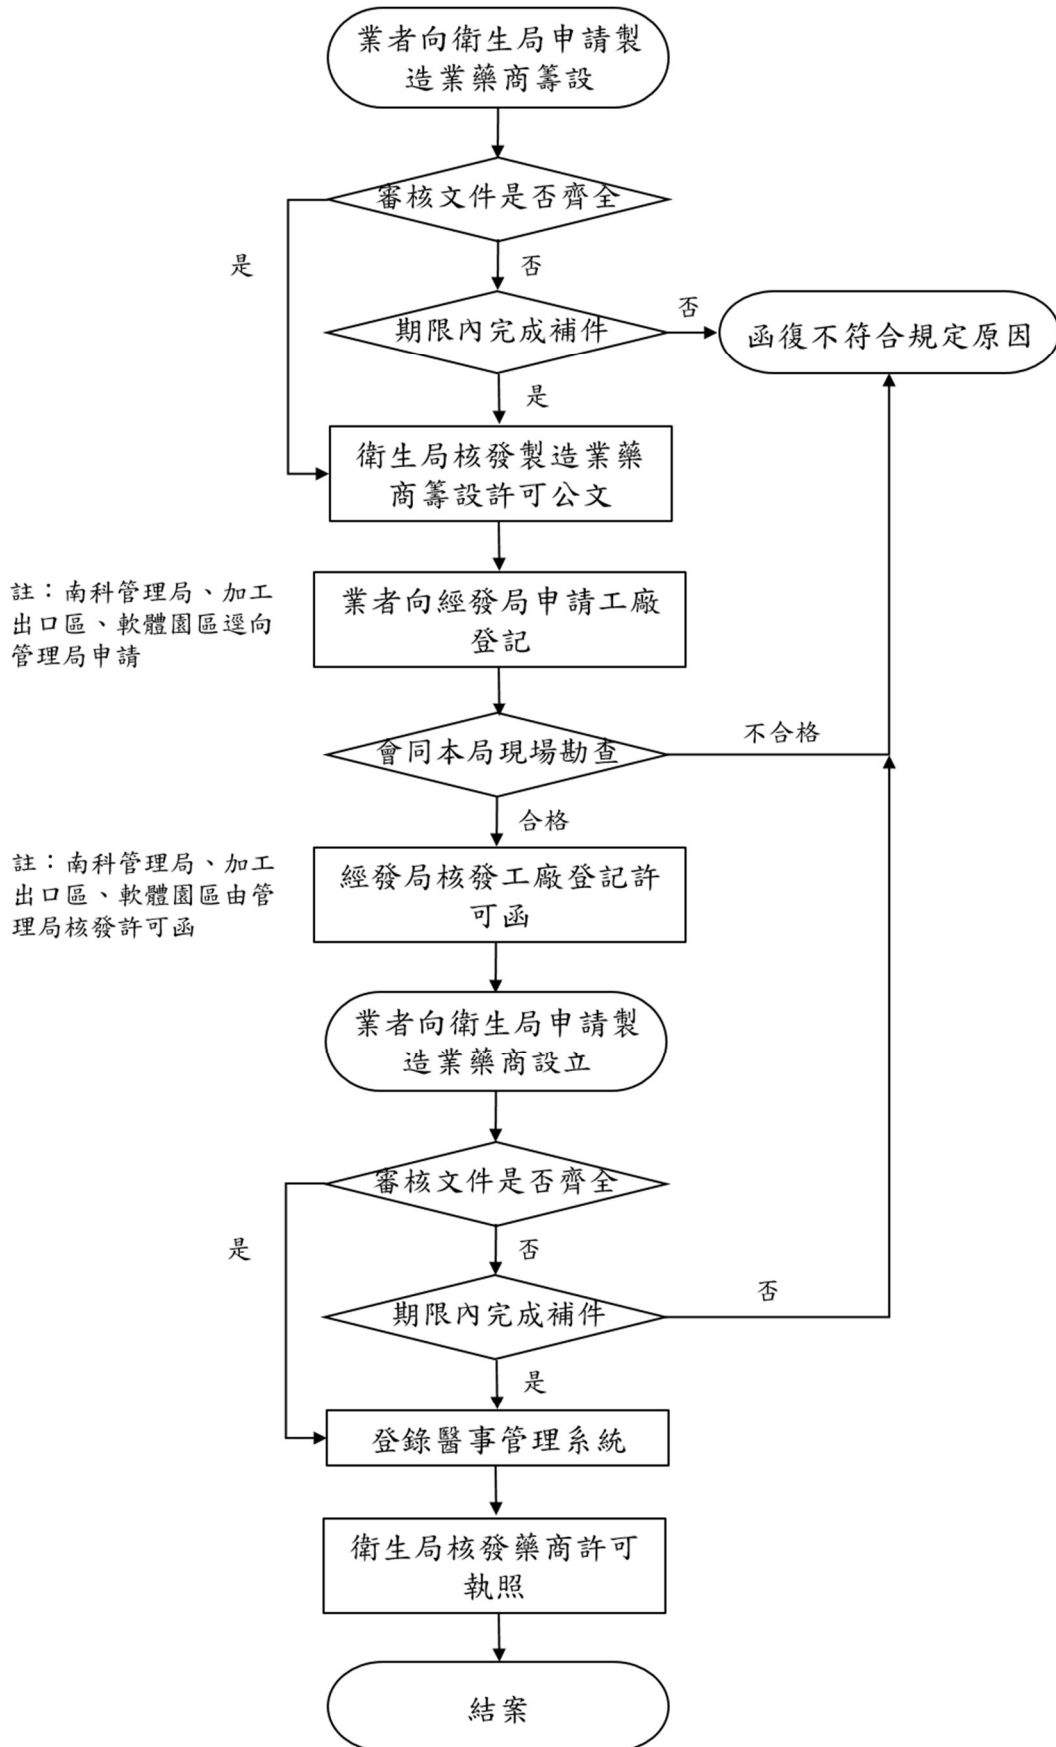 業者向衛生局申請製
造業藥商籌設
審核文件是否齊全
是
否
期限內完成補件
否
函復不符合規定原因
是
衛生局核發製造業藥
商籌設許可公文
註：南科管理局、加工
出口區、軟體園區逕向
管理局申請
業者向經發局申請工廠
登記
會同本局現場勘查
不合格
合格
註：南科管理局、加工
出口區、軟體園區由管
理局核發許可函
經發局核發工廠登記許
可函
業者向衛生局申請製
造業藥商設立
審核文件是否齊全
是
否
期限內完成補件
否
是
登錄醫事管理系統
衛生局核發藥商許可
執照
結案